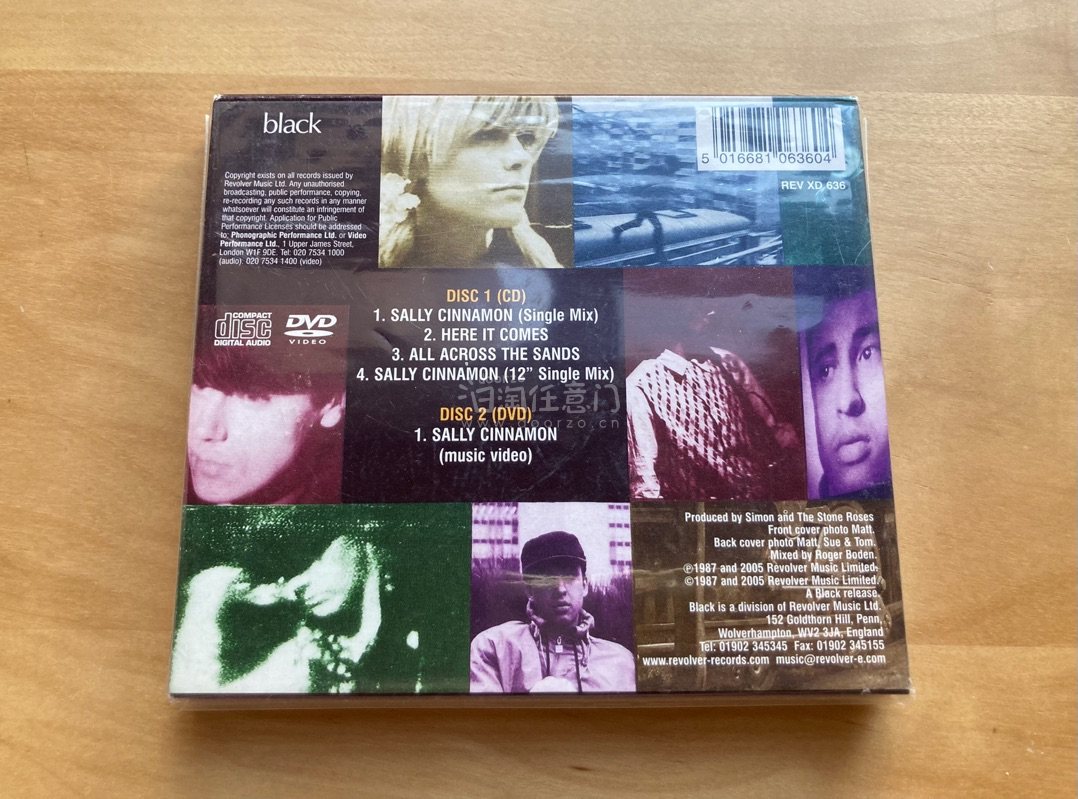 black
Copyright exists on all records issued by
Revolver Music Ltd. Any unauthorised
broadcasting, public performance, copying,
re-recording any such records in any manner
whatsoever will constitute an infringement of
that copyright. Application for Public
Performance Licenses should be addressed
to: Phonographic Performance Ltd. or Video
Performance Ltd., 1 Upper James Street,
London W1F 9DE. Tel: 020 7534 1000
(audio). 020 7534 1400 (video)
5 016681 063604
REV XD 636
COMPACT
disc
DIGITAL AUDIO
DVD
VIDEO
DISC 1 (CD)
1. SALLY CINNAMON (Single Mix)
2. HERE IT COMES
3. ALL ACROSS THE SANDS
4. SALLY CINNAMON (12” Single Mix)
DISC 2 (DVD)
1. SALLY CINNAMON
(music video)
泊淘任意门
www.doorzo.cn
Produced by Simon and The Stone Roses
Front cover photo Matt.
Back cover photo Matt, Sue & Tom.
Mixed by Roger Boden.
℗1987 and 2005 Revolver Music Limited.
©1987 and 2005 Revolver Music Limited.
A Black release.
Black is a division of Revolver Music Ltd.
152 Goldthorn Hill, Penn,
Wolverhampton, WV2 3JA, England
Tel: 01902 345345 Fax: 01902 345155
www.revolver-records.com music@revolver-e.com